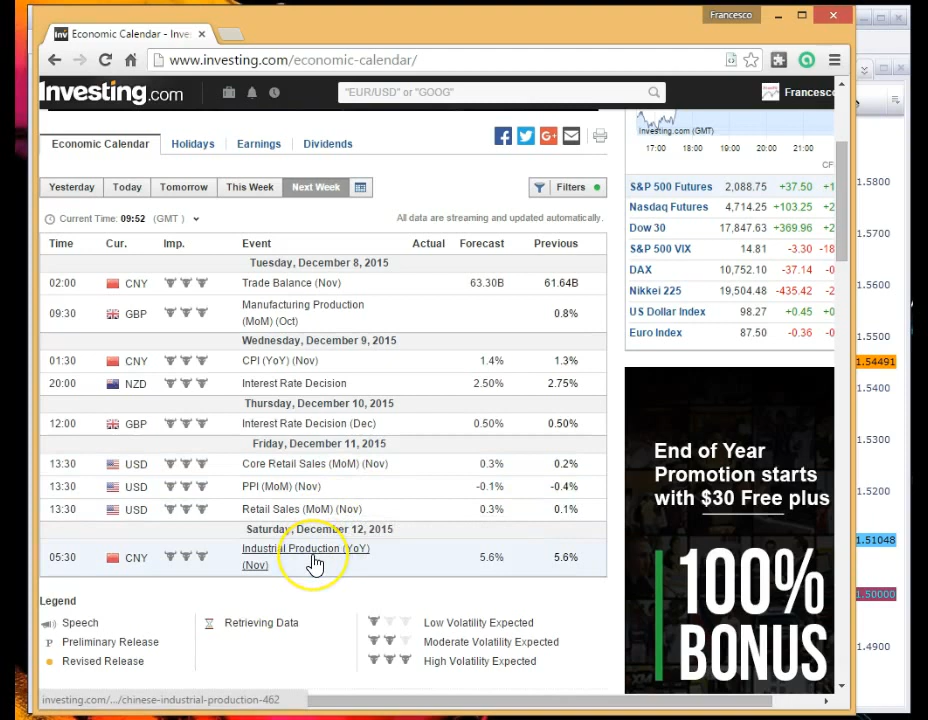 Francesco
Economic Calendar - Inve
www.investing.com/economic-calendar/
Investing.com
"EUR/USD" or "GOOG"
Francesco
Economic Calendar Holidays Earnings Dividends
Yesterday Today Tomorrow This Week Next Week Filters
Current Time: 09:52 (GMT) All data are streaming and updated automatically.
Time Cur. Imp. Event Actual Forecast Previous
Tuesday, December 8, 2015
02:00 CNY Trade Balance (Nov) 63.30B 61.64B
09:30 GBP Manufacturing Production (MoM) (Oct) 0.8%
Wednesday, December 9, 2015
01:30 CNY CPI (YoY) (Nov) 1.4% 1.3%
20:00 NZD Interest Rate Decision 2.50% 2.75%
Thursday, December 10, 2015
12:00 GBP Interest Rate Decision (Dec) 0.50% 0.50%
Friday, December 11, 2015
13:30 USD Core Retail Sales (MoM) (Nov) 0.3% 0.2%
13:30 USD PPI (MoM) (Nov) -0.1% -0.4%
13:30 USD Retail Sales (MoM) (Nov) 0.3% 0.1%
Saturday, December 12, 2015
05:30 CNY Industrial Production (YoY) (Nov) 5.6% 5.6%
Legend
Speech Retrieving Data Low Volatility Expected
P Preliminary Release Moderate Volatility Expected
Revised Release High Volatility Expected
investing.com/.../chinese-industrial-production-462
Investing.com (GMT)
17:00 18:00 19:00 20:00 21:00
CF
S&P 500 Futures 2,088.75 +37.50 +1
Nasdaq Futures 4,714.25 +103.25 +2
Dow 30 17,847.63 +369.96 +2
S&P 500 VIX 14.81 -3.30 -18
DAX 10,752.10 -37.14 -0
Nikkei 225 19,504.48 -435.42 -2
US Dollar Index 98.27 +0.45 +0
Euro Index 87.50 -0.36 -0
End of Year
Promotion starts
with $30 Free plus
100%
BONUS
XM
1.5800
1.5700
1.5600
1.5500
1.54491
1.5400
1.5300
1.5200
1.51048
1.50000
1.4900